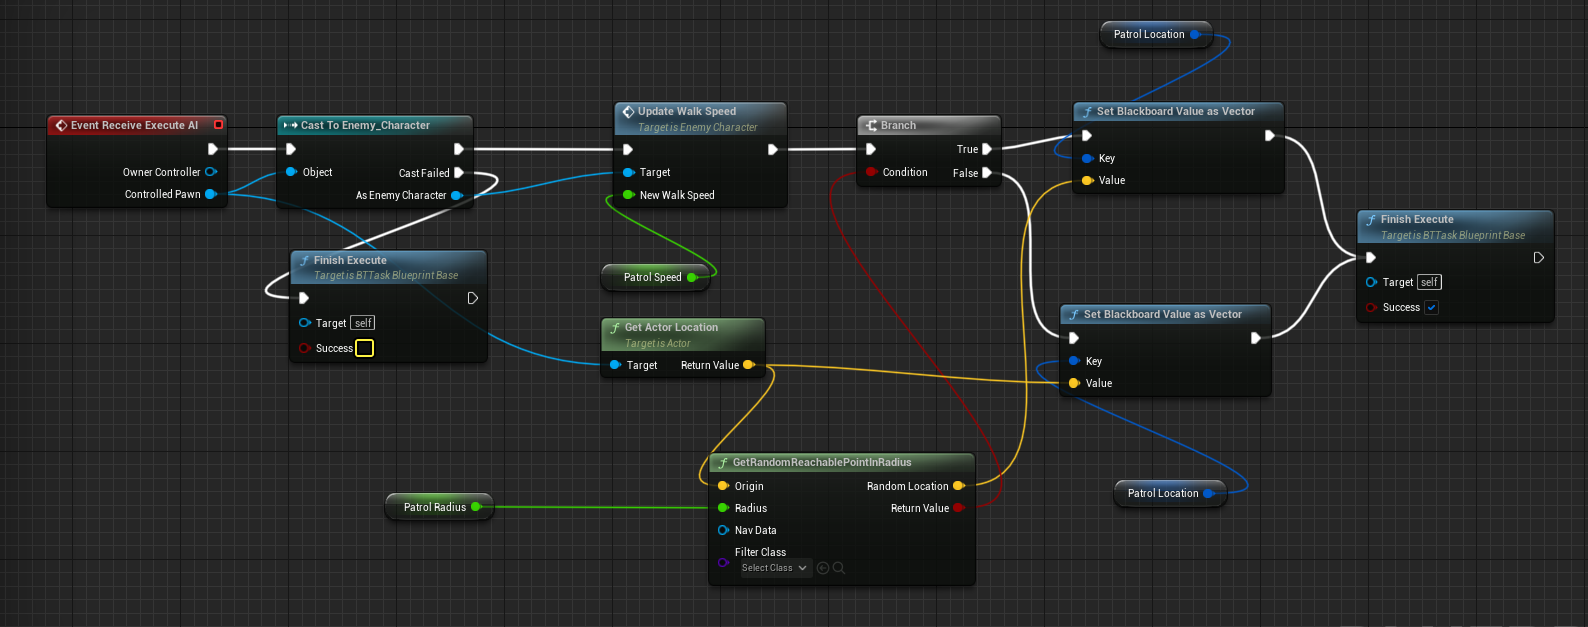 Patrol Location
Event Receive Execute AI
Owner Controller
Controlled Pawn
Cast To Enemy_Character
Object
Cast Failed
As Enemy Character
Update Walk Speed
Target is Enemy Character
Target
New Walk Speed
Branch
True
Condition
False
Set Blackboard Value as Vector
Key
Value
Finish Execute
Target is BTTask Blueprint Base
Target self
Success
Finish Execute
Target is BTTask Blueprint Base
Target self
Success
Patrol Speed
Get Actor Location
Target is Actor
Target Return Value
Set Blackboard Value as Vector
Key
Value
Patrol Radius
GetRandomReachablePointInRadius
Origin Random Location
Radius Return Value
Nav Data
Filter Class
Select Class
Patrol Location